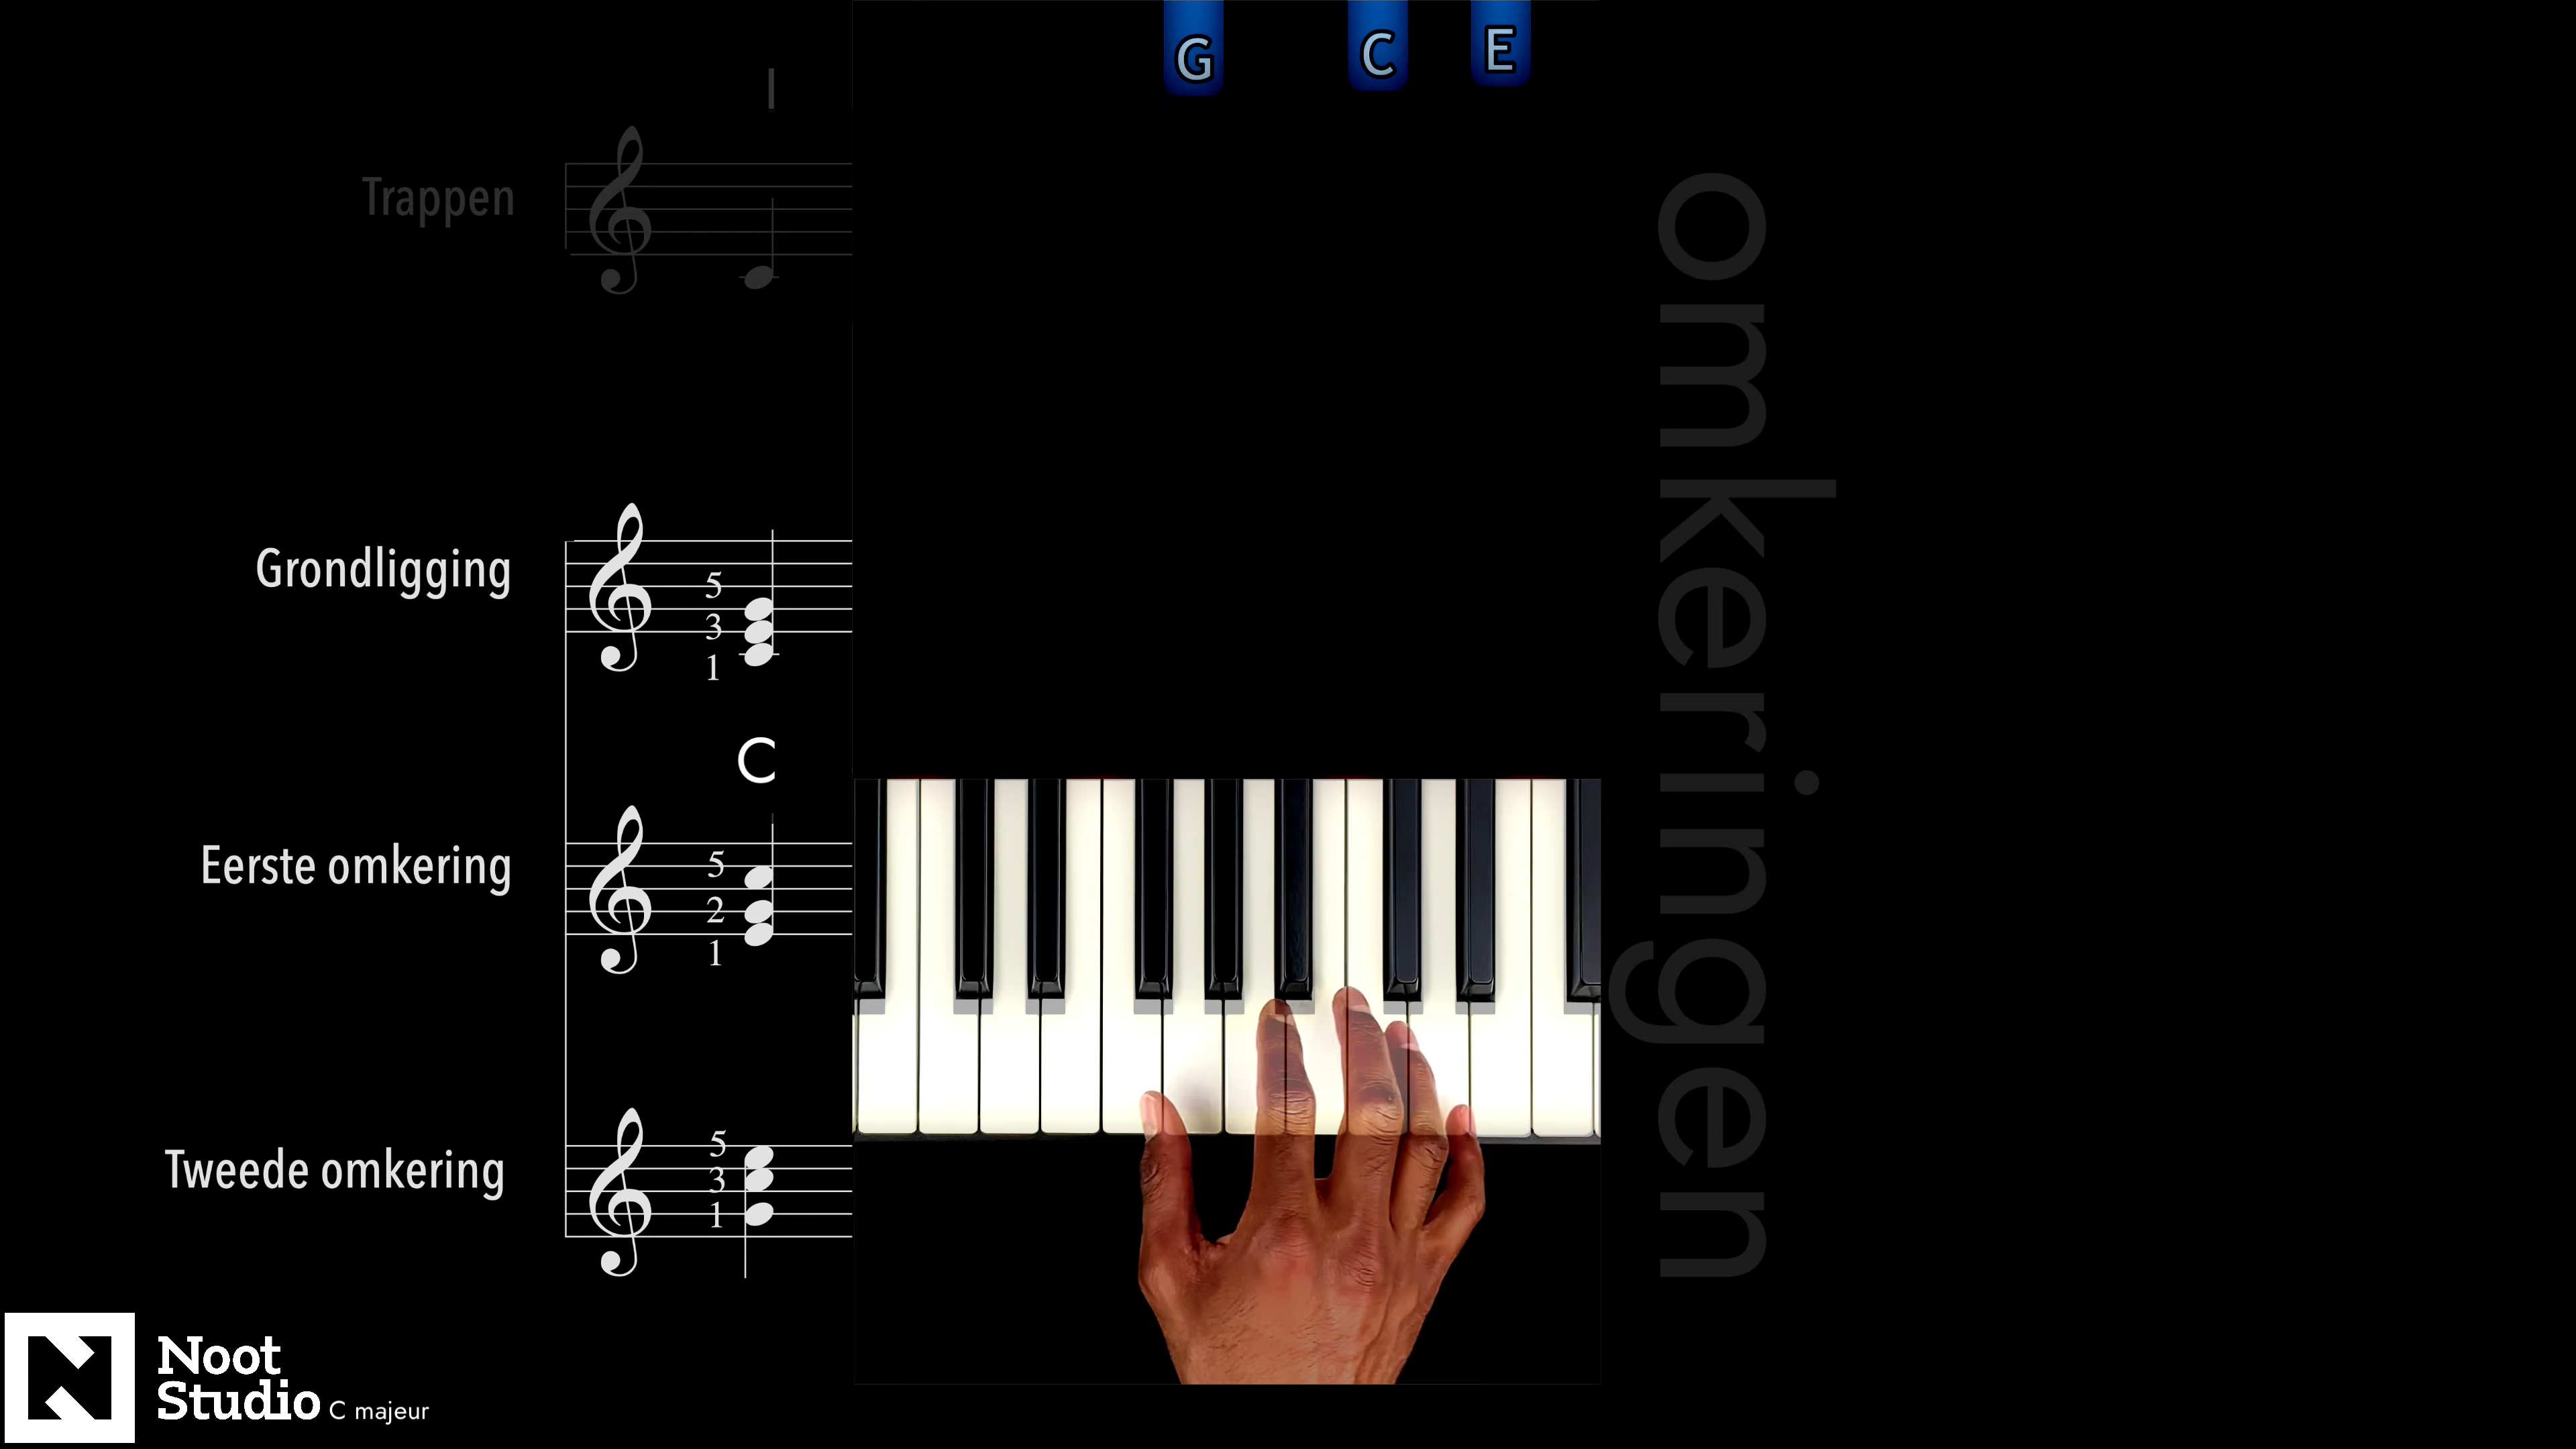 G C E
I
Trappen
Grondligging
5
3
1
C
Eerste omkering
5
2
1
Tweede omkering
5
3
1
omkeringen
Noot
Studio C majeur